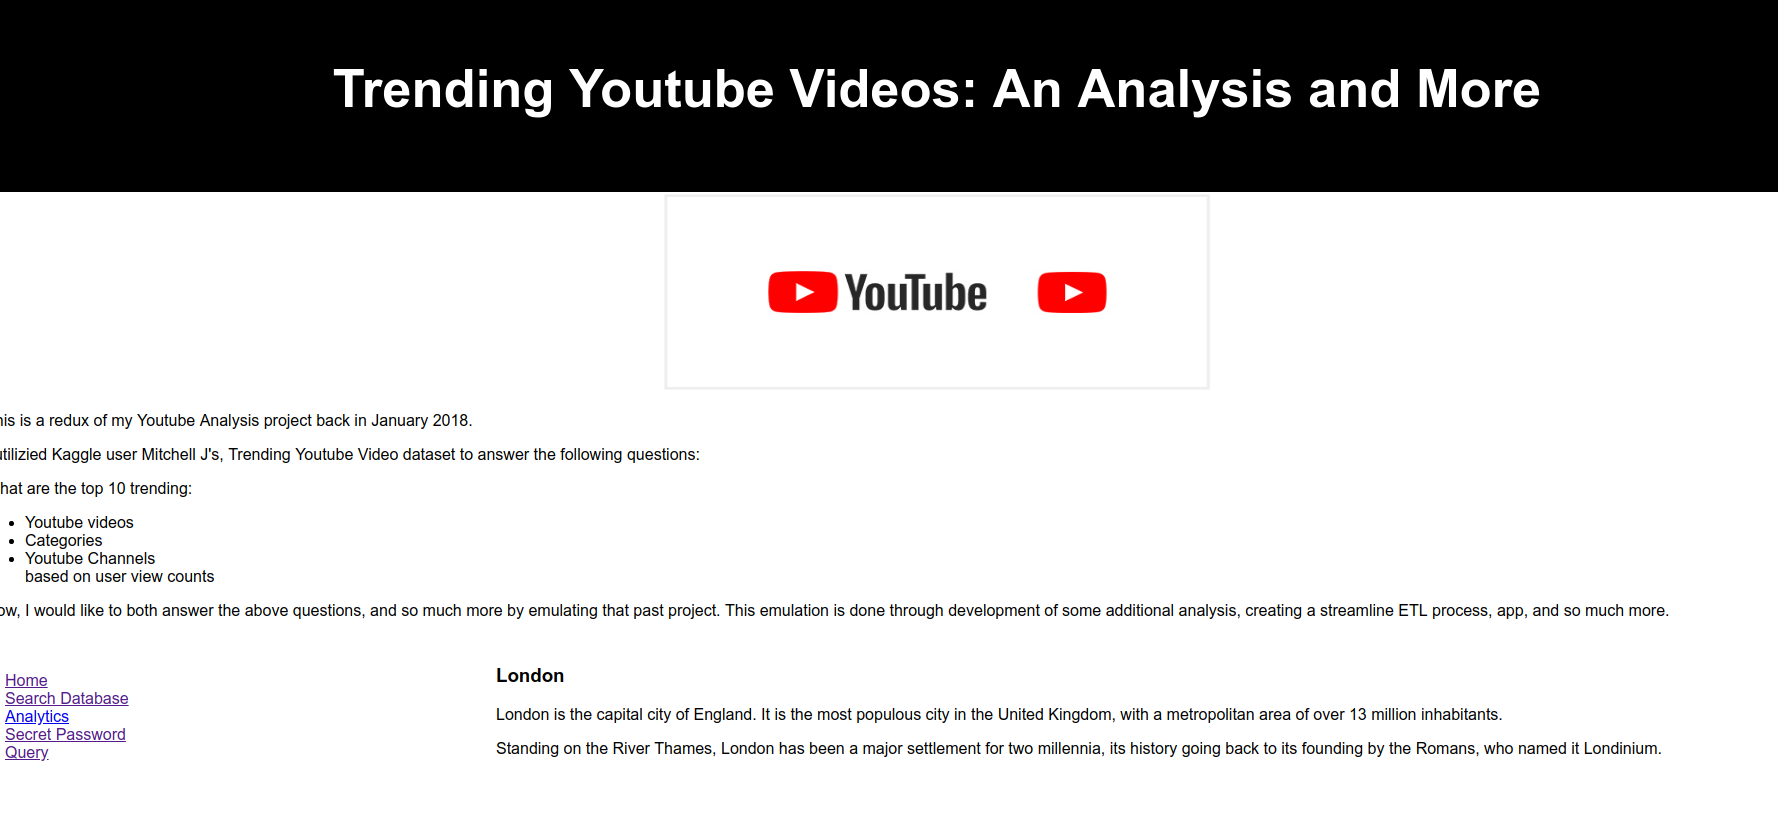 Trending Youtube Videos: An Analysis and More
YouTube
is is a redux of my Youtube Analysis project back in January 2018.
utilizied Kaggle user Mitchell J's, Trending Youtube Video dataset to answer the following questions:
hat are the top 10 trending:
Youtube videos
Categories
Youtube Channels
based on user view counts
ow, I would like to both answer the above questions, and so much more by emulating that past project. This emulation is done through development of some additional analysis, creating a streamline ETL process, app, and so much more.
Home
Search Database
Analytics
Secret Password
Query
London
London is the capital city of England. It is the most populous city in the United Kingdom, with a metropolitan area of over 13 million inhabitants.
Standing on the River Thames, London has been a major settlement for two millennia, its history going back to its founding by the Romans, who named it Londinium.